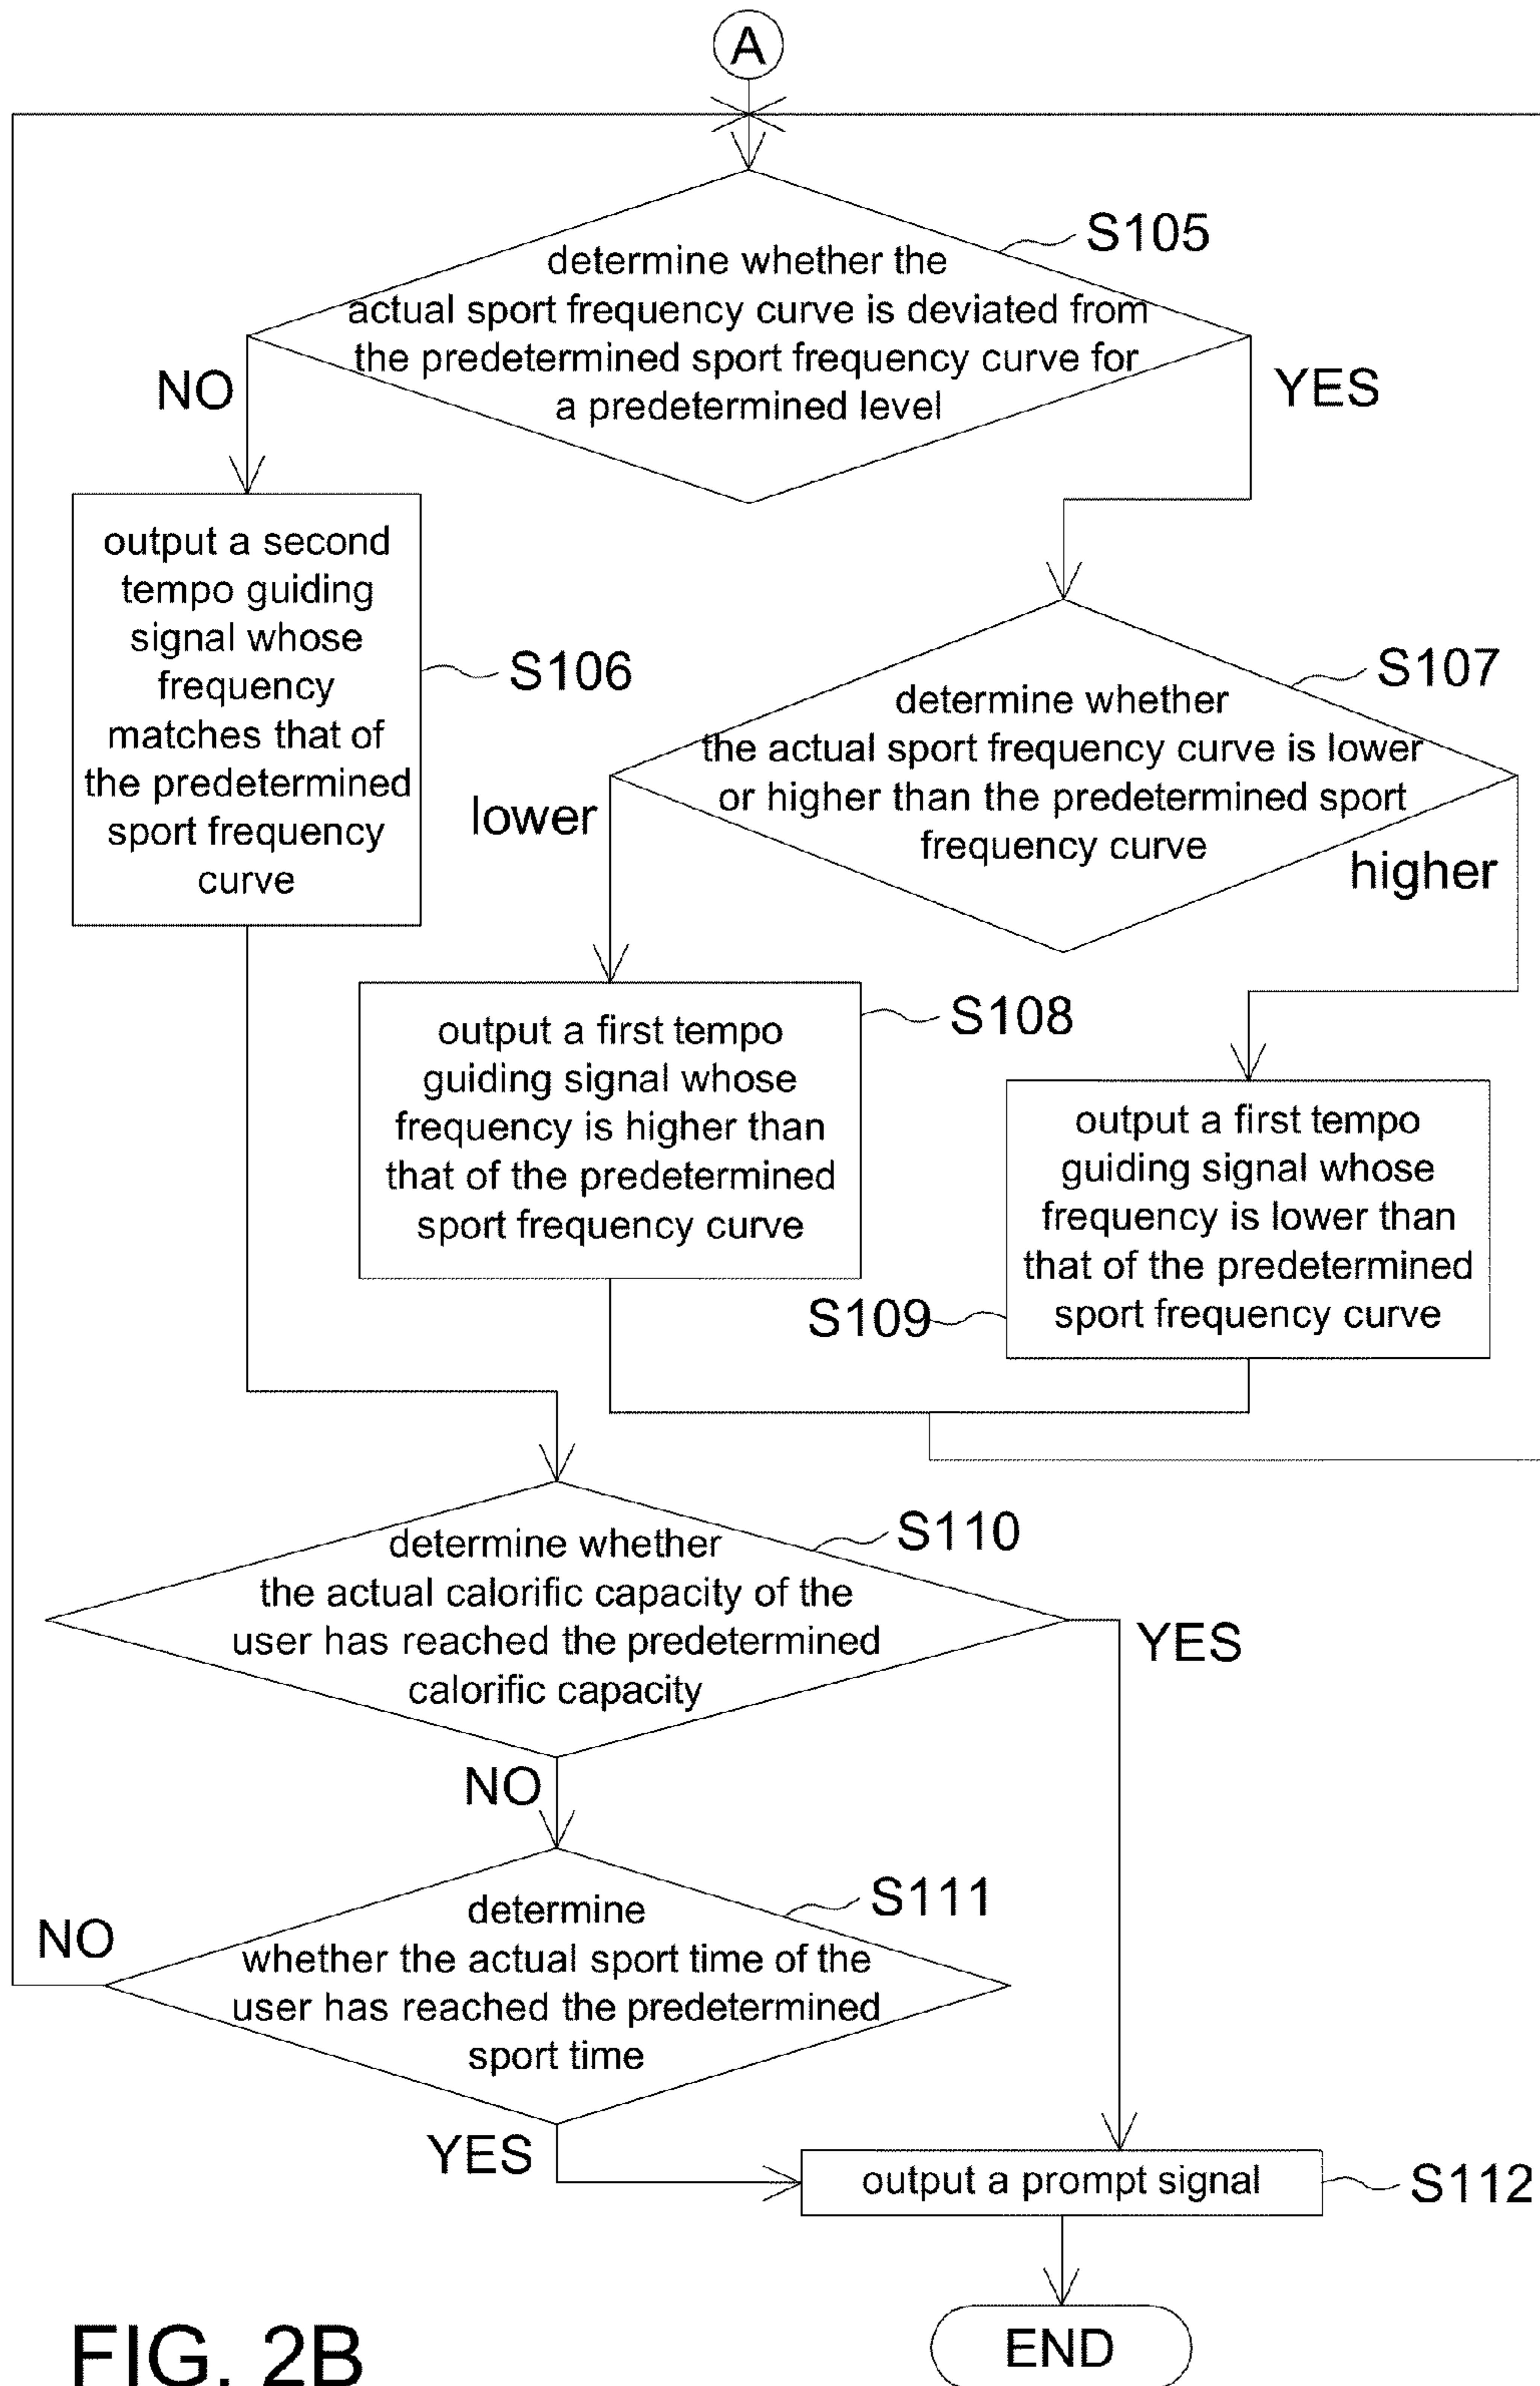 A
S105
determine whether the
actual sport frequency curve is deviated from
the predetermined sport frequency curve for
a predetermined level
NO
YES
output a second
tempo guiding
signal whose
frequency
matches that of
the predetermined
sport frequency
curve
S106
S107
determine whether
the actual sport frequency curve is lower
or higher than the predetermined sport
frequency curve
lower
higher
output a first tempo
guiding signal whose
frequency is higher than
that of the predetermined
sport frequency curve
S108
output a first tempo
guiding signal whose
frequency is lower than
that of the predetermined
sport frequency curve
S109
S110
determine whether
the actual calorific capacity of the
user has reached the predetermined
calorific capacity
YES
NO
S111
determine
whether the actual sport time of the
user has reached the predetermined
sport time
NO
YES
output a prompt signal
S112
END
FIG. 2B